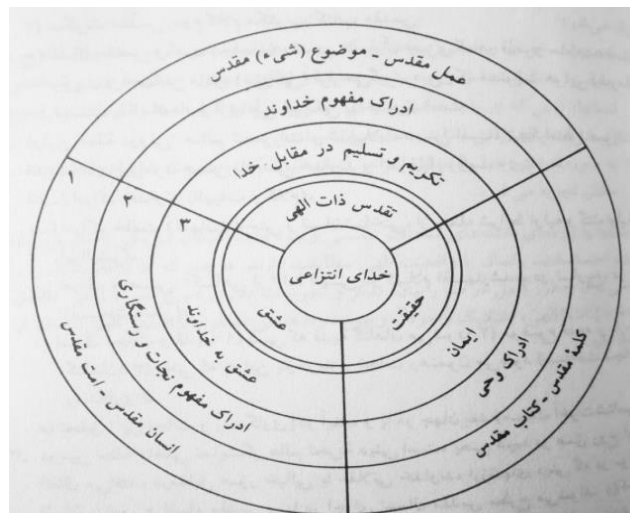 عمل مقدس - موضوع (شیء) مقدس
ادراک مفهوم خداوند
تکریم و تسلیم در مقابل خدا
تقدس ذات الهی
خدای انتزاعی
۲
۳
حقیقت
ایمان
ادراک وحی
کلمهٔ مقدس - کتاب مقدس
عشق
عشق به خداوند
ادراک مفهوم نجات و رستگاری
انسان مقدس - امت مقدس